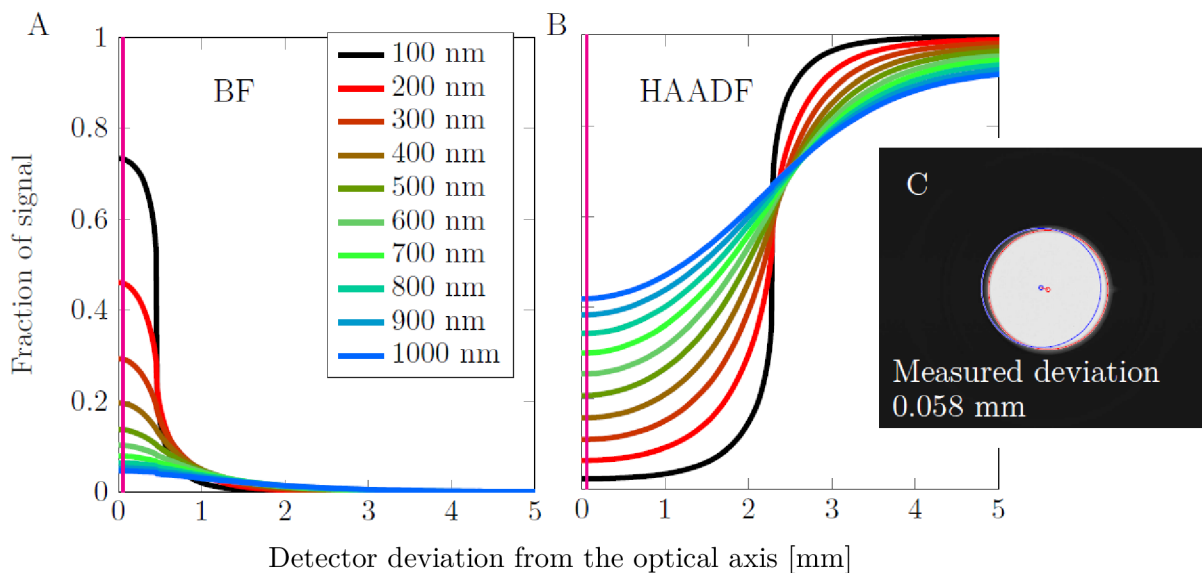 A
B
1
0.8
0.6
0.4
0.2
0
Fraction of signal
BF
100 nm
200 nm
300 nm
400 nm
500 nm
600 nm
700 nm
800 nm
900 nm
1000 nm
HAADF
C
Measured deviation
0.058 mm
0 1 2 3 4 5
0 1 2 3 4 5
Detector deviation from the optical axis [mm]